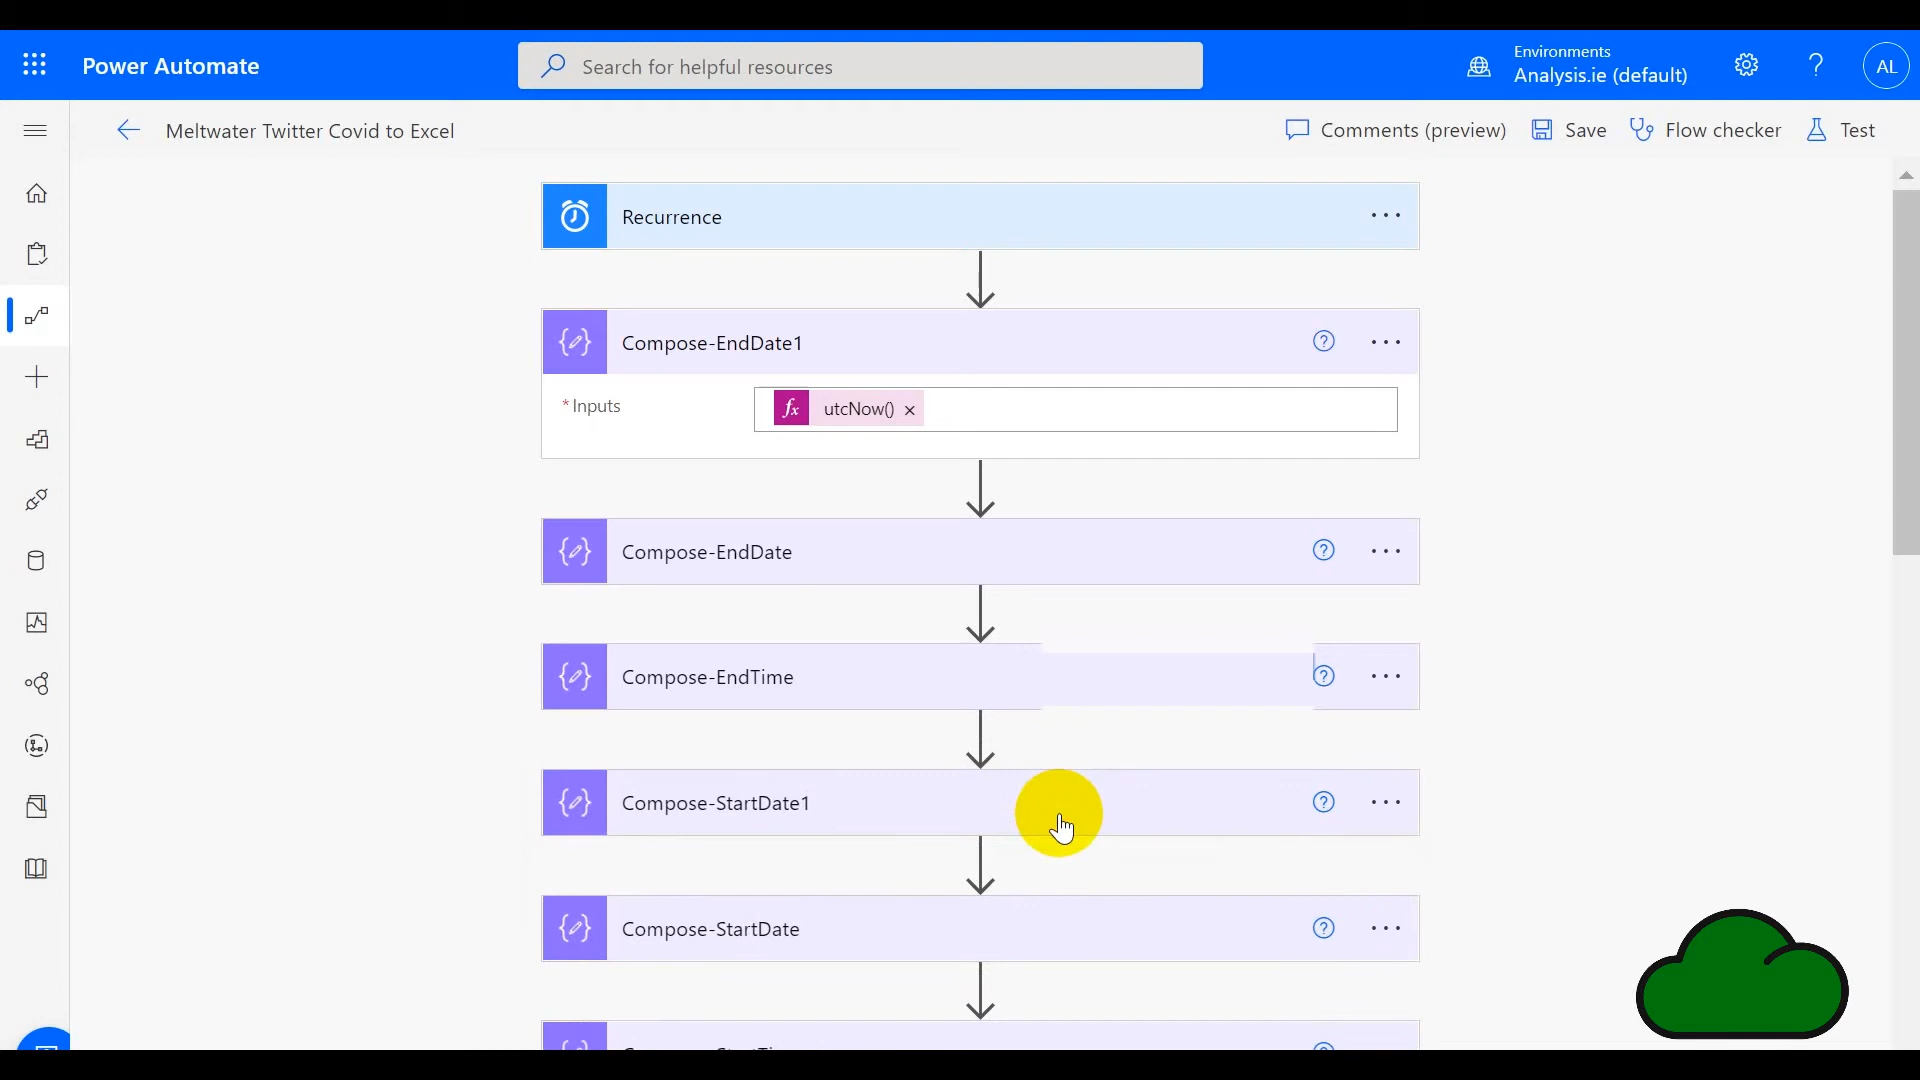 Power Automate
Search for helpful resources
Environments
Analysis.ie (default)
AL
Meltwater Twitter Covid to Excel
Comments (preview)
Save
Flow checker
Test
Recurrence
Compose-EndDate1
* Inputs
fx utcNow() ×
Compose-EndDate
Compose-EndTime
Compose-StartDate1
Compose-StartDate